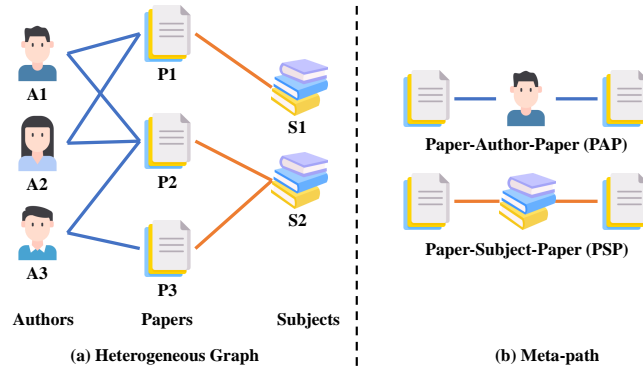 A1
P1
S1
A2
P2
S2
A3
P3
Authors
Papers
Subjects
(a) Heterogeneous Graph
Paper-Author-Paper (PAP)
Paper-Subject-Paper (PSP)
(b) Meta-path